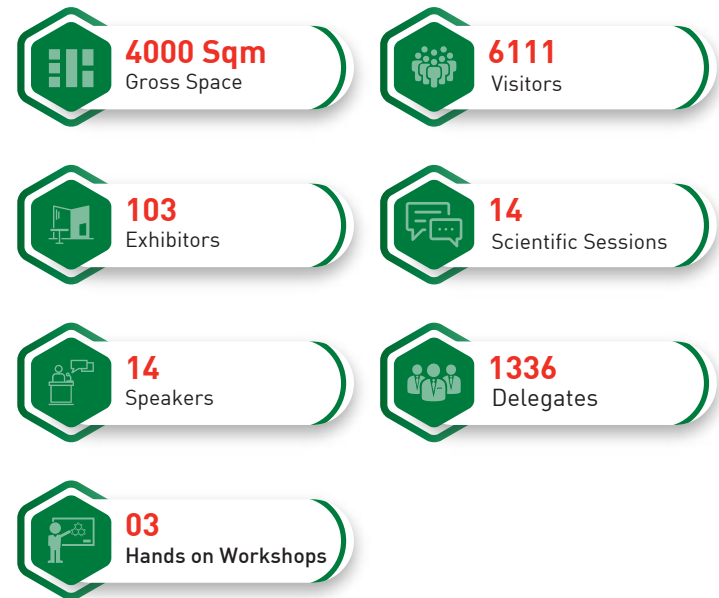 4000 Sqm
Gross Space
6111
Visitors
103
Exhibitors
14
Scientific Sessions
14
Speakers
1336
Delegates
03
Hands on Workshops